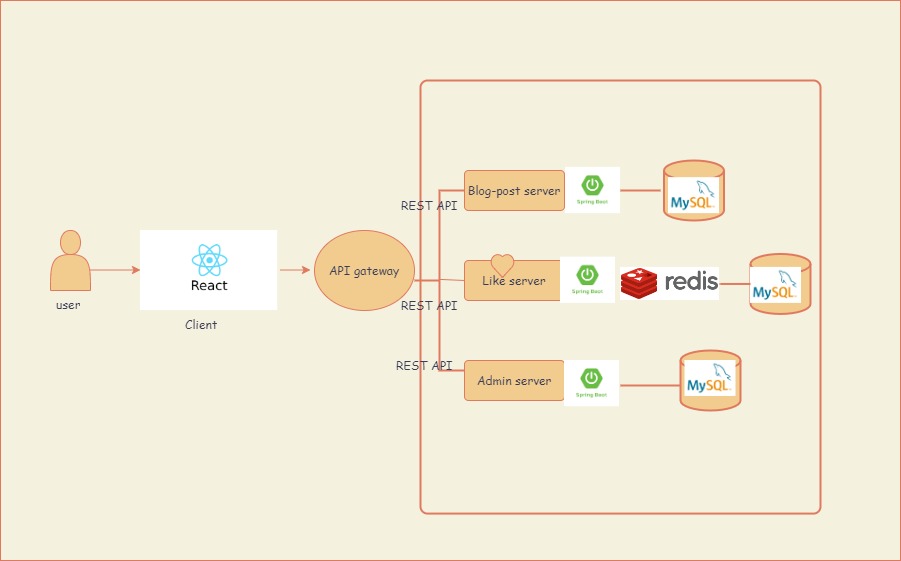 user
React
Client
API gateway
REST API
Blog-post server
Spring Boot
MySQL
REST API
Like server
Spring Boot
redis
MySQL
REST API
Admin server
Spring Boot
MySQL